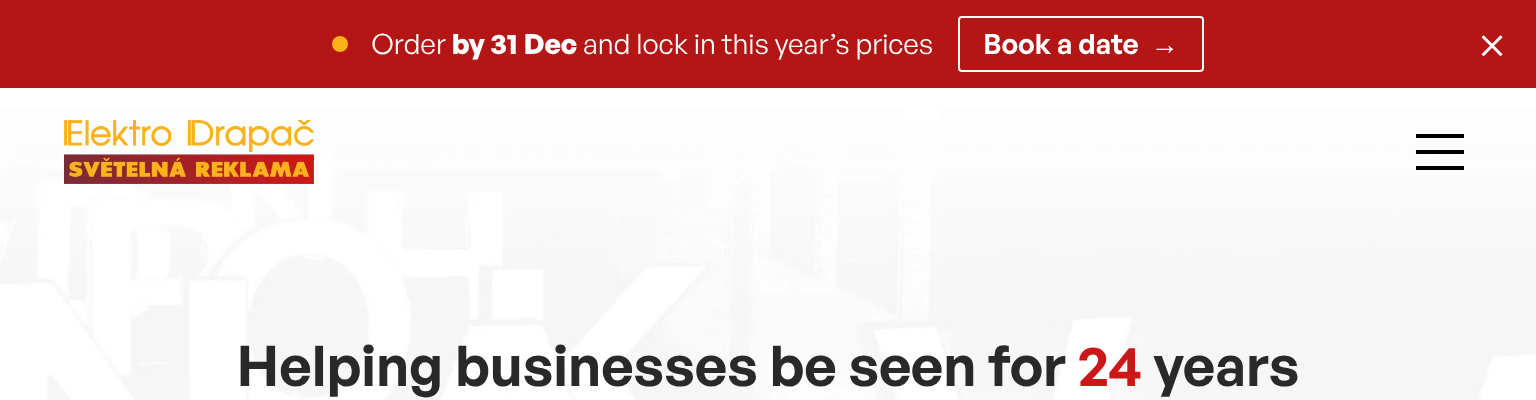 Order by 31 Dec and lock in this year’s prices
Book a date →
Elektro Drapač
SVĚTELNÁ REKLAMA
Helping businesses be seen for 24 years